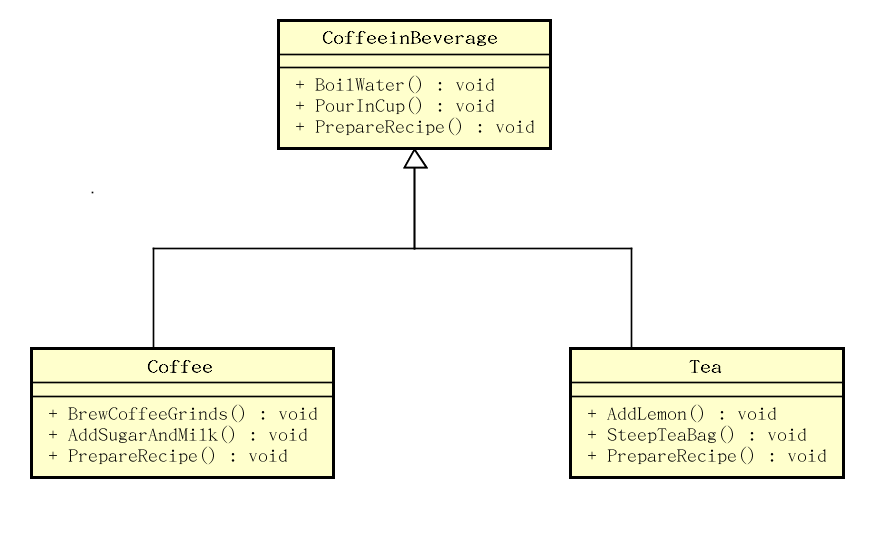 CoffeeinBeverage
+ BoilWater() : void
+ PourInCup() : void
+ PrepareRecipe() : void
Coffee
+ BrewCoffeeGrinds() : void
+ AddSugarAndMilk() : void
+ PrepareRecipe() : void
Tea
+ AddLemon() : void
+ SteepTeaBag() : void
+ PrepareRecipe() : void